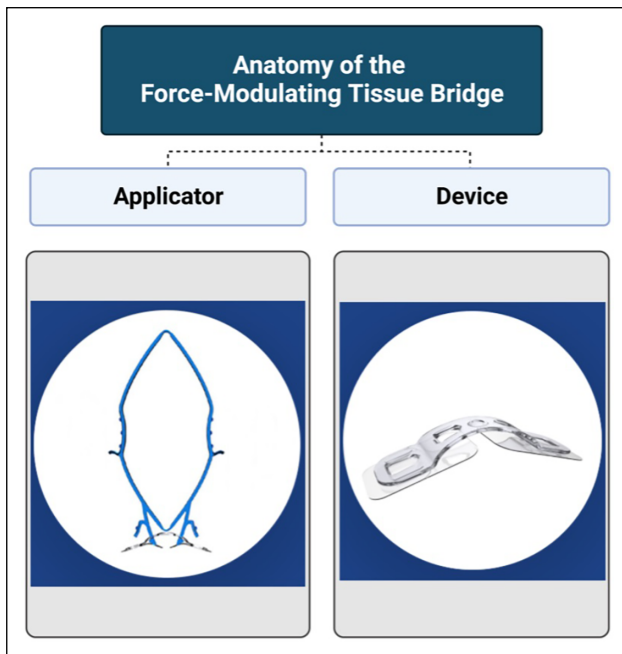 Anatomy of the
Force-Modulating Tissue Bridge
Applicator
Device